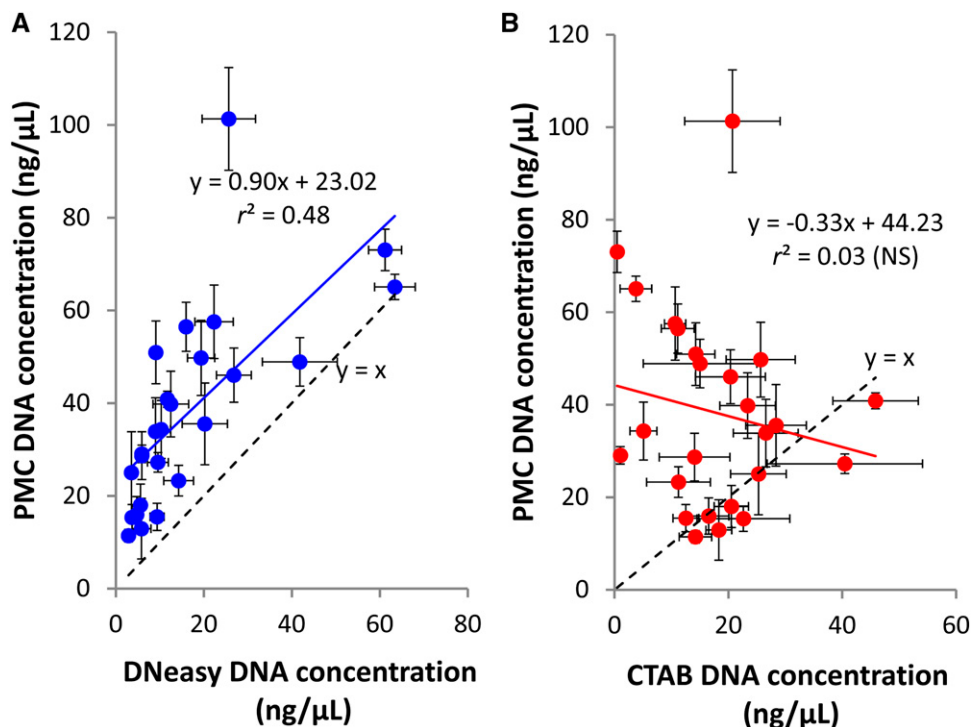 A
PMC DNA concentration (ng/µL)
120
100
80
60
40
20
0
y = 0.90x + 23.02
r² = 0.48
y = x
0 20 40 60 80
DNeasy DNA concentration
(ng/µL)
B
PMC DNA concentration (ng/µL)
120
100
80
60
40
20
0
y = -0.33x + 44.23
r² = 0.03 (NS)
y = x
0 20 40 60
CTAB DNA concentration
(ng/µL)